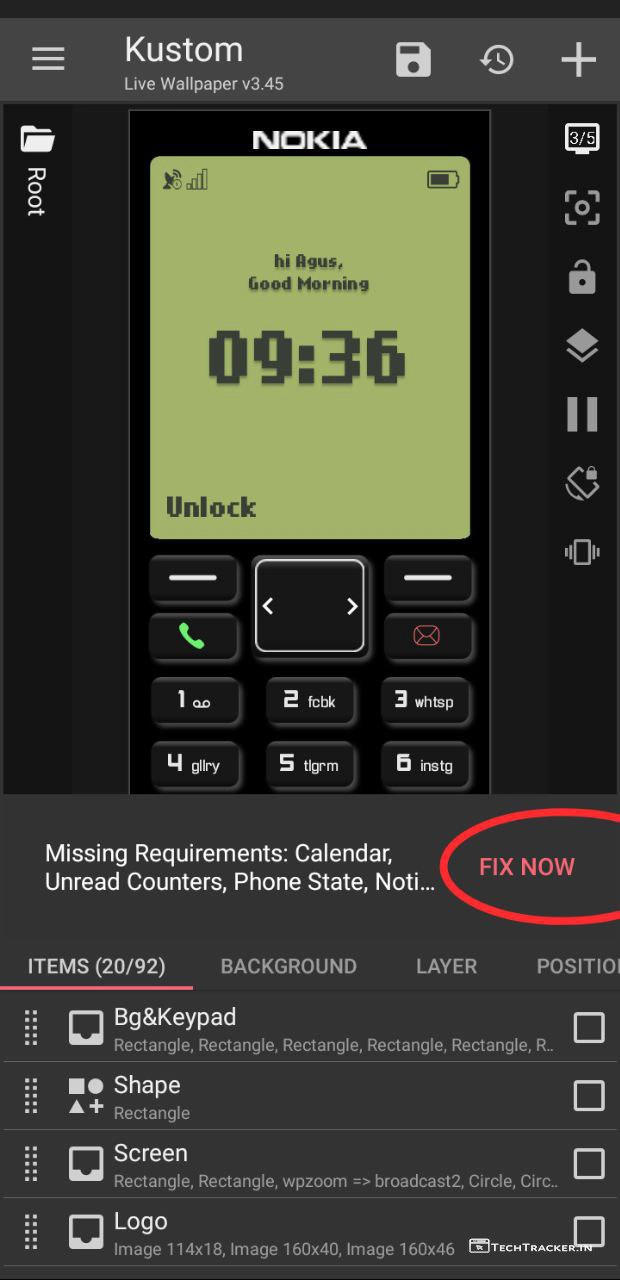 Kustom
Live Wallpaper v3.45
3/5
Root
NOKIA
hi Agus,
Good Morning
09:36
Unlock
1
2 fcbk
3 whtsp
4 gllry
5 tlgrm
6 instg
Missing Requirements: Calendar,
Unread Counters, Phone State, Noti...
FIX NOW
ITEMS (20/92)
BACKGROUND
LAYER
POSITIO
Bg&Keypad
Rectangle, Rectangle, Rectangle, Rectangle, Rectangle, R..
Shape
Rectangle
Screen
Rectangle, Rectangle, wpzoom => broadcast2, Circle, Circ..
Logo
Image 114x18, Image 160x40, Image 160x46
TECHTRACKER.IN